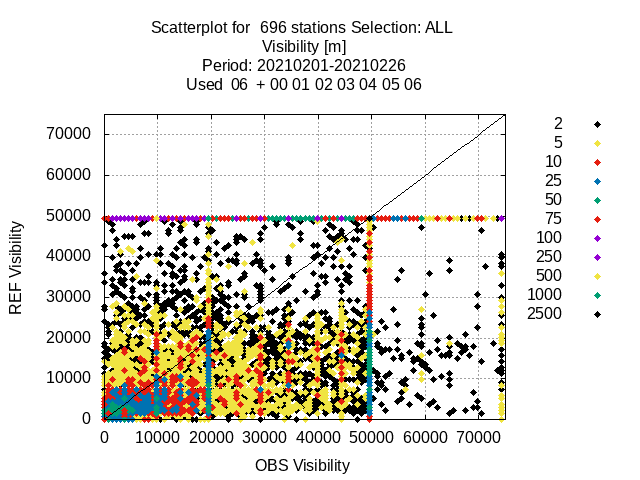 Scatterplot for  696 stations Selection: ALL
Visibility [m]
Period: 20210201-20210226
Used  06  + 00 01 02 03 04 05 06
REF Visibility
70000
60000
50000
40000
30000
20000
10000
0
0 10000 20000 30000 40000 50000 60000 70000
OBS Visibility
2
5
10
25
50
75
100
250
500
1000
2500